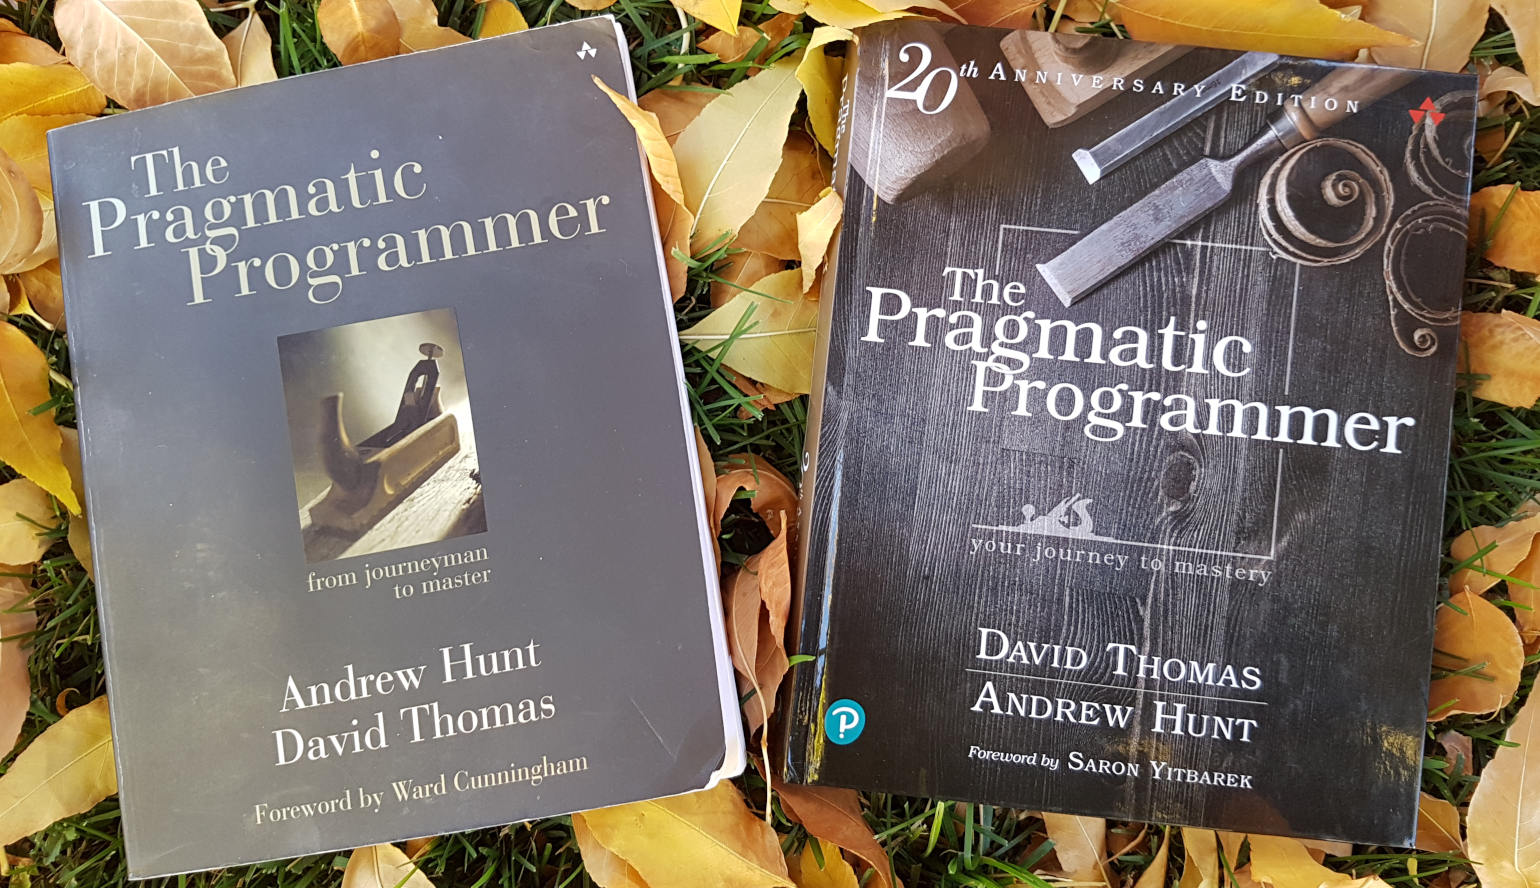 The
Pragmatic
Programmer
from journeyman
to master
Andrew Hunt
David Thomas
Foreword by Ward Cunningham
20th ANNIVERSARY EDITION
The
Pragmatic
Programmer
your journey to mastery
DAVID THOMAS
ANDREW HUNT
Foreword by SARON YITBAREK